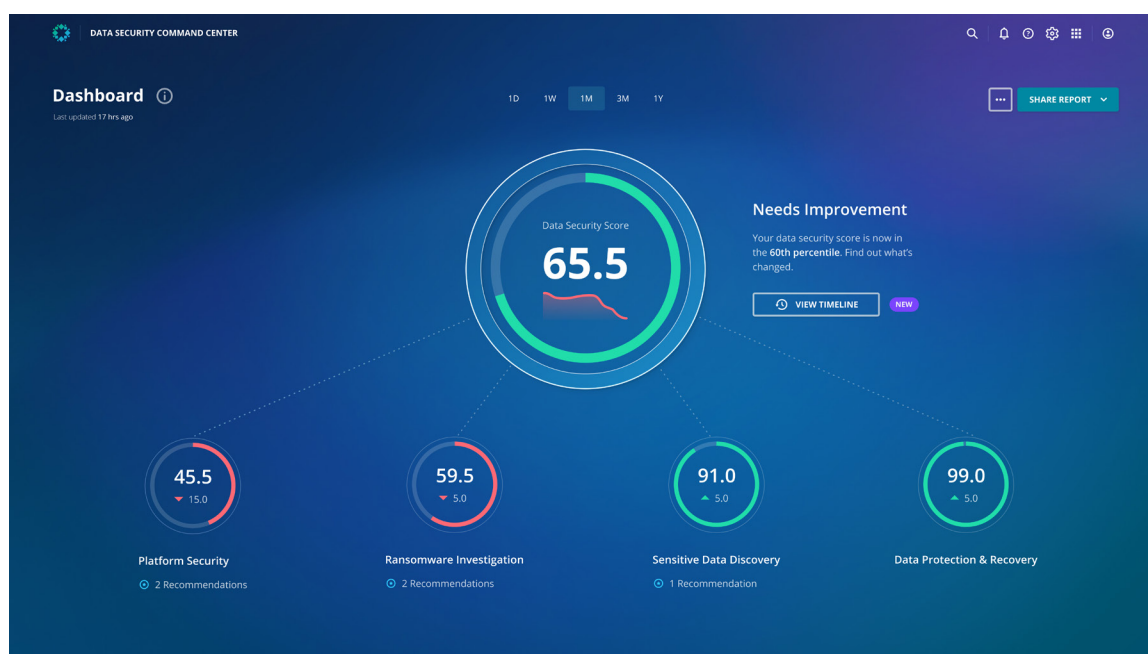 DATA SECURITY COMMAND CENTER
Dashboard
Last updated 17 hrs ago
1D 1W 1M 3M 1Y
SHARE REPORT
Data Security Score
65.5
Needs Improvement
Your data security score is now in
the 60th percentile. Find out what's
changed.
VIEW TIMELINE NEW
45.5
15.0
Platform Security
2 Recommendations
59.5
5.0
Ransomware Investigation
2 Recommendations
91.0
5.0
Sensitive Data Discovery
1 Recommendation
99.0
5.0
Data Protection & Recovery